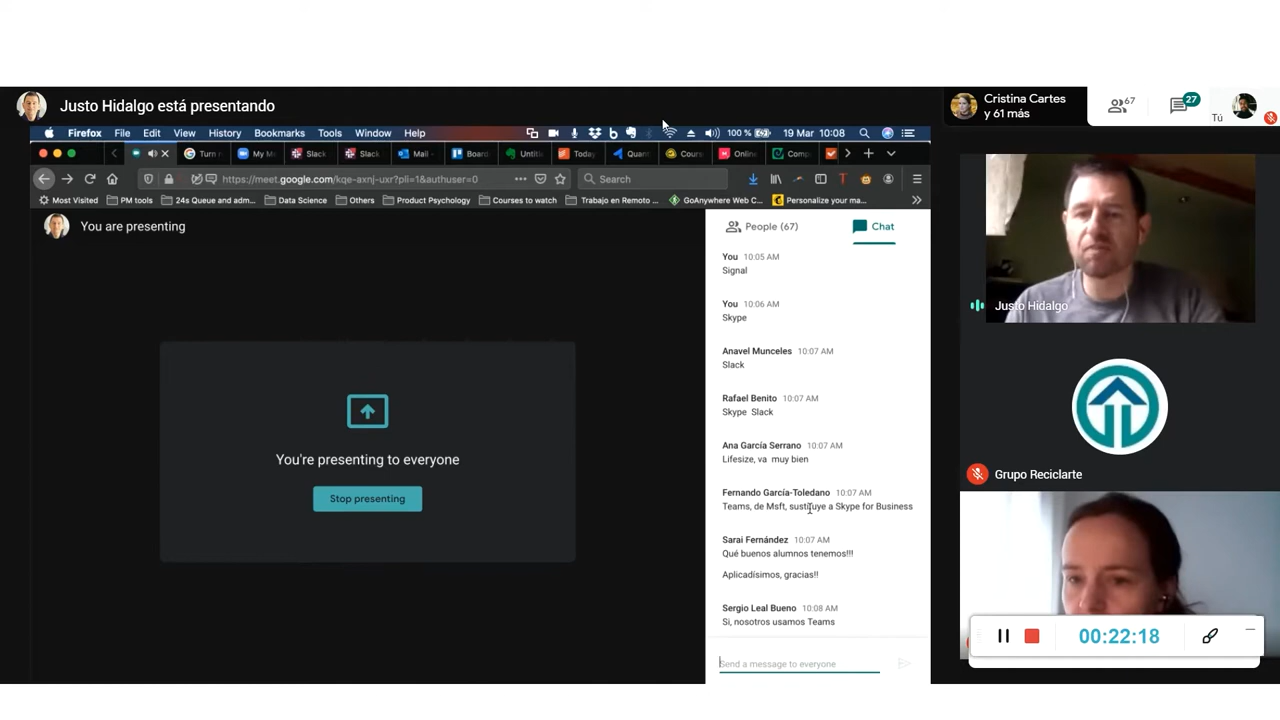 Justo Hidalgo está presentando
Cristina Cartes
y 61 más
67
27
Tú
Firefox File Edit View History Bookmarks Tools Window Help
100 % 19 Mar 10:08
Turn
My Me
Slack
Slack
Mail –
Board
Untitl
Today
Quant
Cours
Online
Comp
https://meet.google.com/kqe-axnj-uxr?pli=1&authuser=0
Search
Most Visited
PM tools
24s Queue and adm...
Data Science
Others
Product Psychology
Courses to watch
Trabajo en Remoto ...
GoAnywhere Web C...
Personalize your ma...
You are presenting
People (67)
Chat
You 10:05 AM
Signal
You 10:06 AM
Skype
Anavel Munceles 10:07 AM
Slack
Rafael Benito 10:07 AM
Skype Slack
Ana García Serrano 10:07 AM
Lifesize, va muy bien
Fernando García-Toledano 10:07 AM
Teams, de Msft, sustituye a Skype for Business
Sarai Fernández 10:07 AM
Qué buenos alumnos tenemos!!!
Aplicadísimos, gracias!!
Sergio Leal Bueno 10:08 AM
Si, nosotros usamos Teams
Send a message to everyone
You're presenting to everyone
Stop presenting
Justo Hidalgo
Grupo Reciclarte
00:22:18